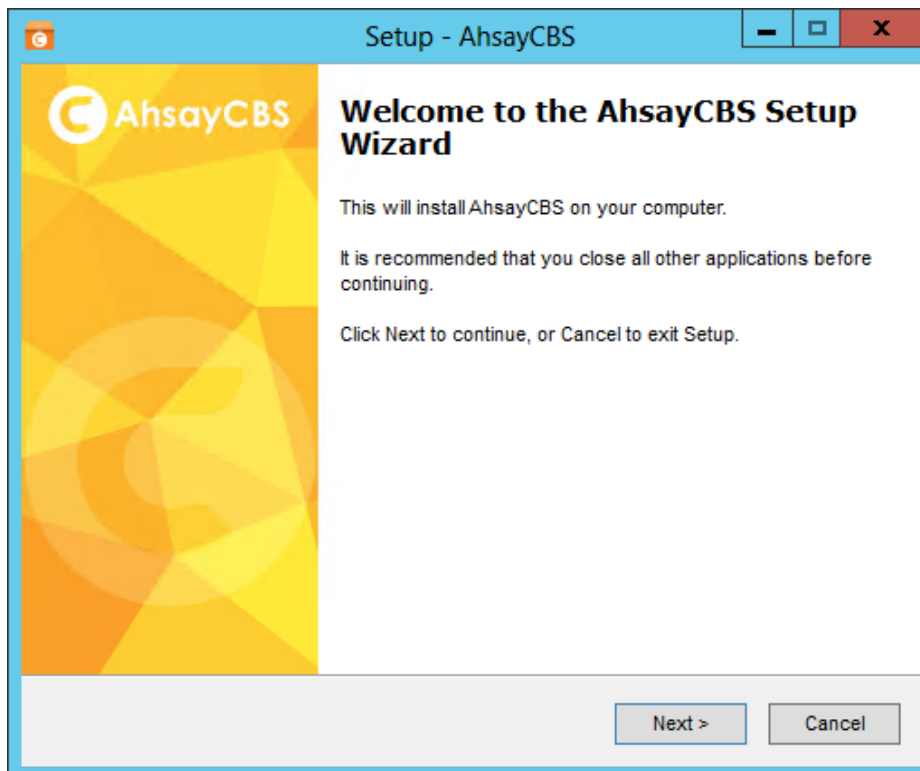 Setup - AhsayCBS
AhsayCBS
Welcome to the AhsayCBS Setup
Wizard
This will install AhsayCBS on your computer.
It is recommended that you close all other applications before
continuing.
Click Next to continue, or Cancel to exit Setup.
Next >
Cancel